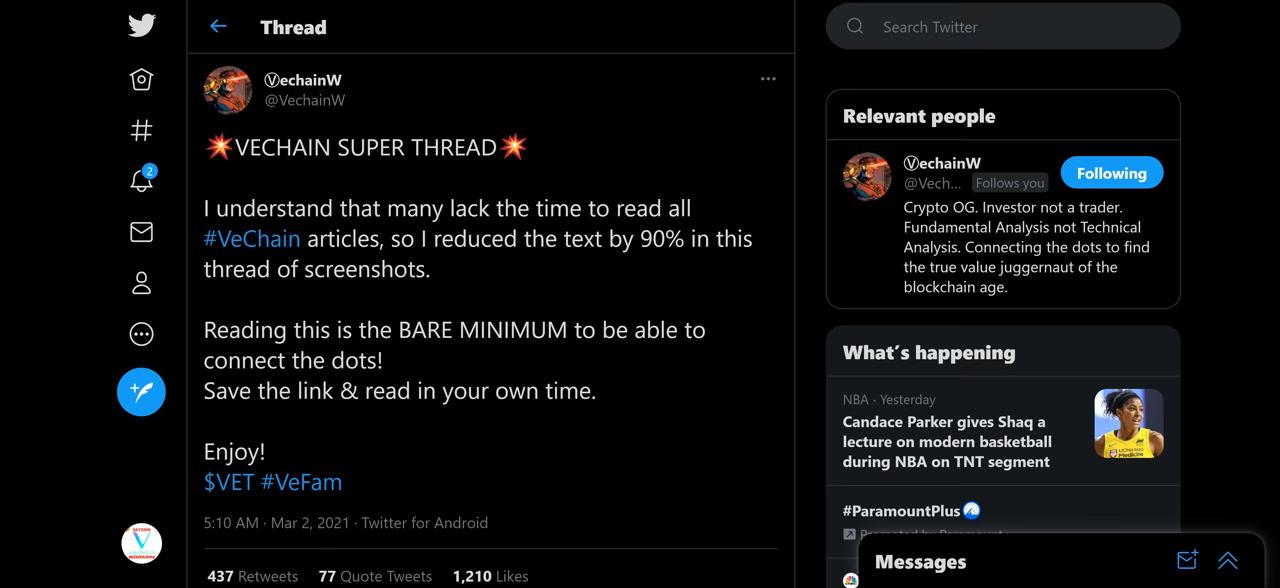 Thread
Search Twitter
ⓋechainW
@VechainW
💥VECHAIN SUPER THREAD💥
I understand that many lack the time to read all
#VeChain articles, so I reduced the text by 90% in this
thread of screenshots.
Reading this is the BARE MINIMUM to be able to
connect the dots!
Save the link & read in your own time.
Enjoy!
$VET #VeFam
5:10 AM · Mar 2, 2021 · Twitter for Android
437 Retweets 77 Quote Tweets 1,210 Likes
2
Relevant people
ⓋechainW
@Vech... Follows you
Following
Crypto OG. Investor not a trader.
Fundamental Analysis not Technical
Analysis. Connecting the dots to find
the true value juggernaut of the
blockchain age.
What's happening
NBA · Yesterday
Candace Parker gives Shaq a
lecture on modern basketball
during NBA on TNT segment
#ParamountPlus
Promoted by Paramount+
Messages